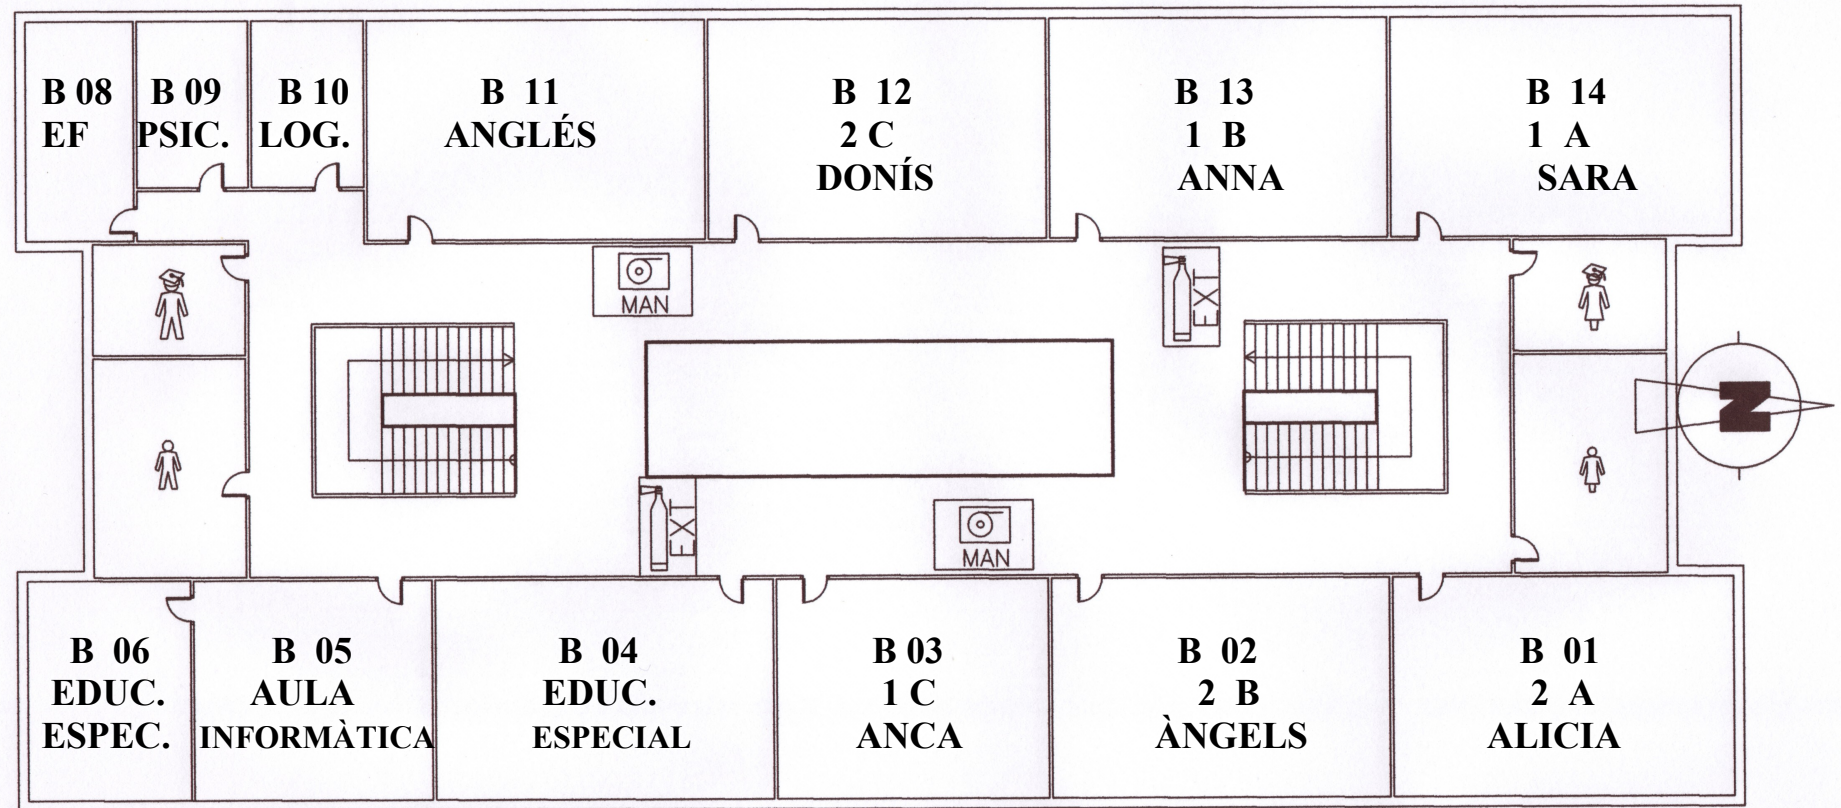 B 08
EF
B 09
PSIC.
B 10
LOG.
B 11
ANGLÉS
B 12
2 C
DONÍS
B 13
1 B
ANNA
B 14
1 A
SARA
MAN
EXT
N
EXT
MAN
B 06
EDUC.
ESPEC.
B 05
AULA
INFORMÀTICA
B 04
EDUC.
ESPECIAL
B 03
1 C
ANCA
B 02
2 B
ÀNGELS
B 01
2 A
ALICIA